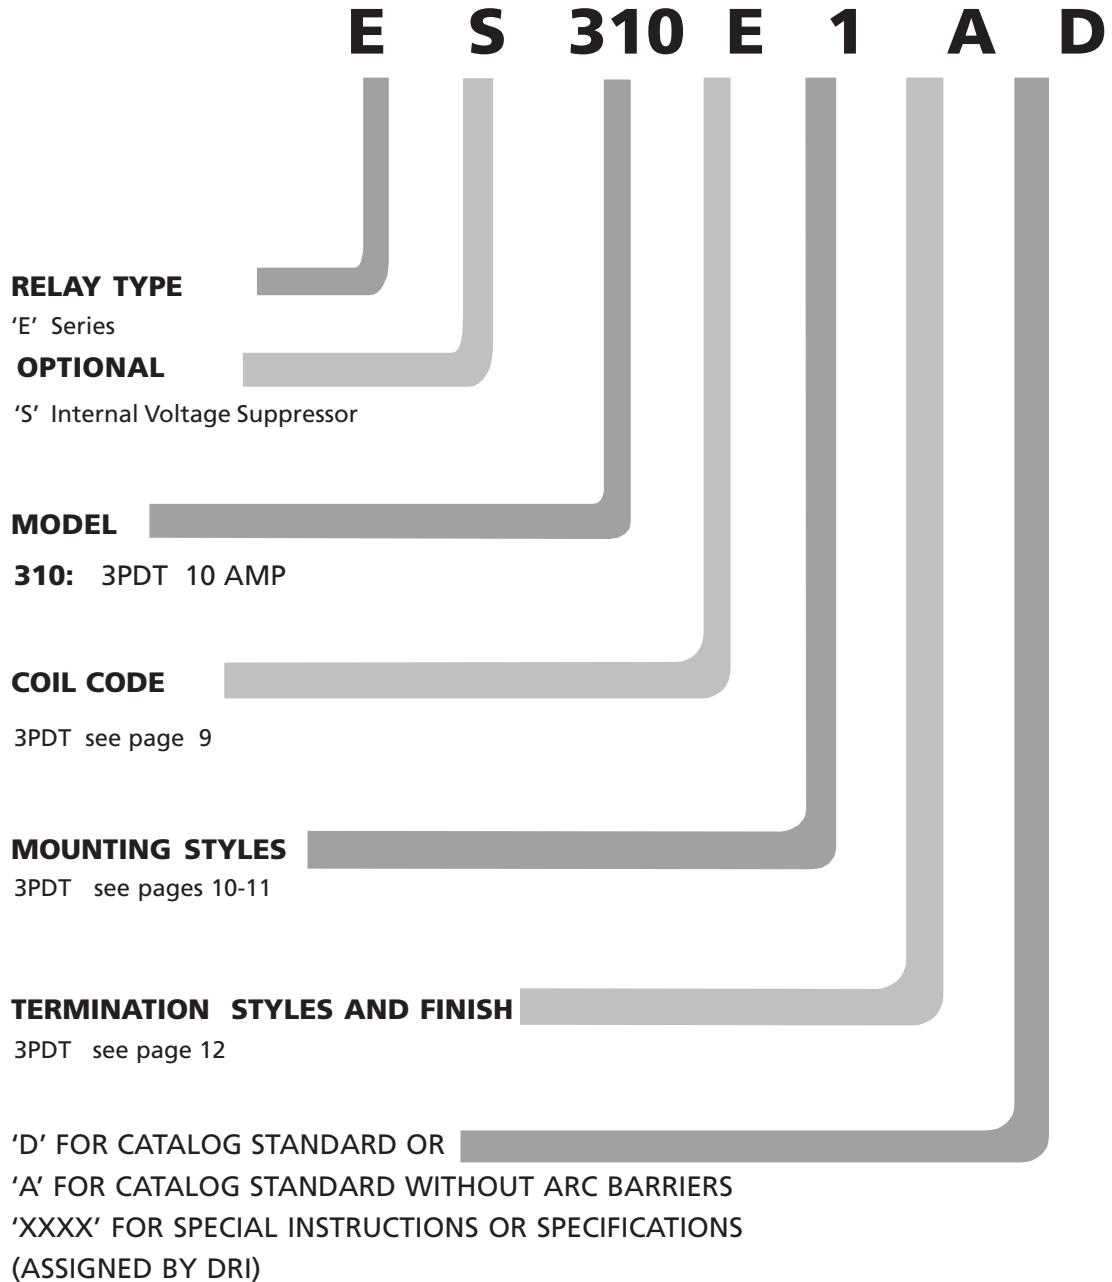 E S 310 E 1 A D
RELAY TYPE
‘E’ Series
OPTIONAL
‘S’ Internal Voltage Suppressor
MODEL
310: 3PDT 10 AMP
COIL CODE
3PDT see page 9
MOUNTING STYLES
3PDT see pages 10-11
TERMINATION STYLES AND FINISH
3PDT see page 12
‘D’ FOR CATALOG STANDARD OR
‘A’ FOR CATALOG STANDARD WITHOUT ARC BARRIERS
‘XXXX’ FOR SPECIAL INSTRUCTIONS OR SPECIFICATIONS
(ASSIGNED BY DRI)